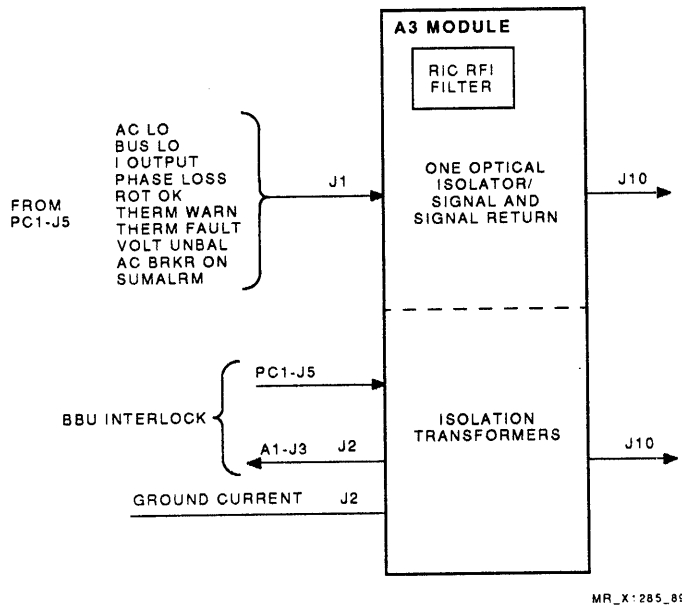 A3 MODULE
RIC RFI
FILTER
AC LO
BUS LO
I OUTPUT
PHASE LOSS
ROT OK
THERM WARN
THERM FAULT
VOLT UNBAL
AC BRKR ON
SUMALRM
FROM
PC1-J5
J1
ONE OPTICAL
ISOLATOR/
SIGNAL AND
SIGNAL RETURN
J10
PC1-J5
BBU INTERLOCK
A1-J3 J2
GROUND CURRENT J2
ISOLATION
TRANSFORMERS
J10
MR_X1285_89